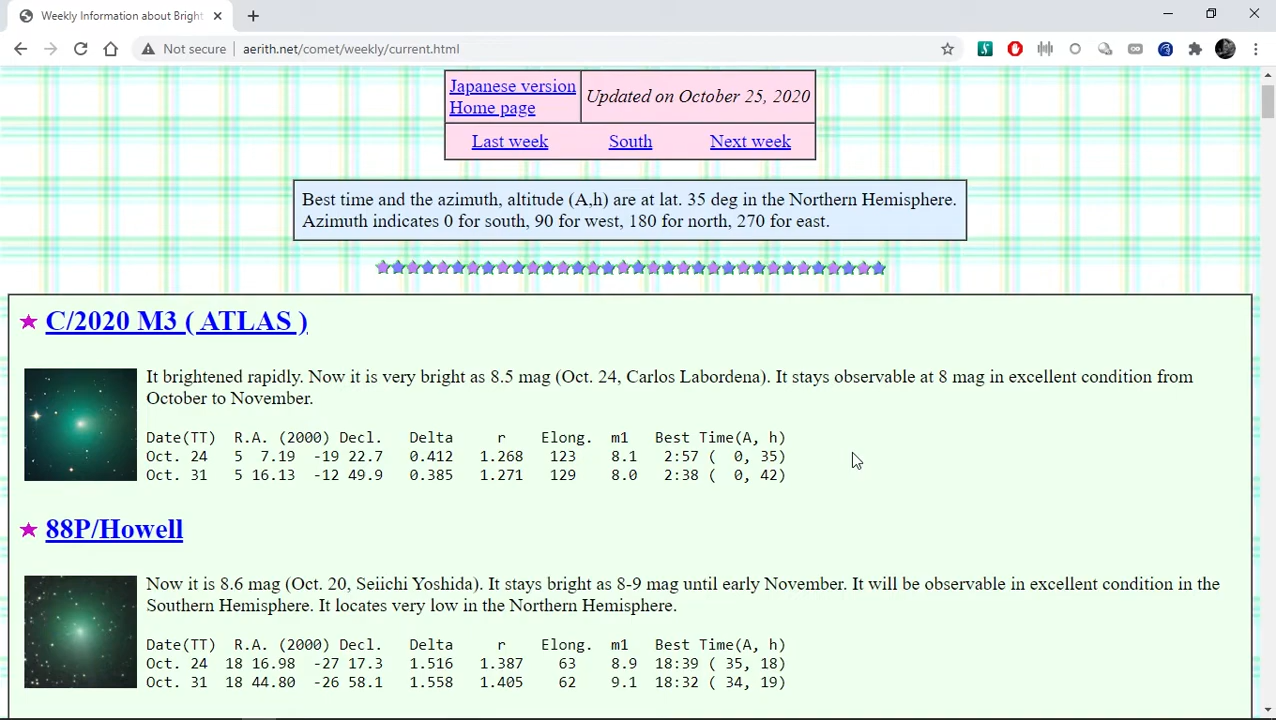 Weekly Information about Bright
Not secure
aerith.net/comet/weekly/current.html
Japanese version
Home page
Updated on October 25, 2020
Last week South Next week
Best time and the azimuth, altitude (A,h) are at lat. 35 deg in the Northern Hemisphere.
Azimuth indicates 0 for south, 90 for west, 180 for north, 270 for east.
C/2020 M3 ( ATLAS )
It brightened rapidly. Now it is very bright as 8.5 mag (Oct. 24, Carlos Labordena). It stays observable at 8 mag in excellent condition from
October to November.
Date(TT) R.A. (2000) Decl. Delta r Elong. m1 Best Time(A, h)
Oct. 24 5 7.19 -19 22.7 0.412 1.268 123 8.1 2:57 ( 0, 35)
Oct. 31 5 16.13 -12 49.9 0.385 1.271 129 8.0 2:38 ( 0, 42)
88P/Howell
Now it is 8.6 mag (Oct. 20, Seiichi Yoshida). It stays bright as 8-9 mag until early November. It will be observable in excellent condition in the
Southern Hemisphere. It locates very low in the Northern Hemisphere.
Date(TT) R.A. (2000) Decl. Delta r Elong. m1 Best Time(A, h)
Oct. 24 18 16.98 -27 17.3 1.516 1.387 63 8.9 18:39 ( 35, 18)
Oct. 31 18 44.80 -26 58.1 1.558 1.405 62 9.1 18:32 ( 34, 19)